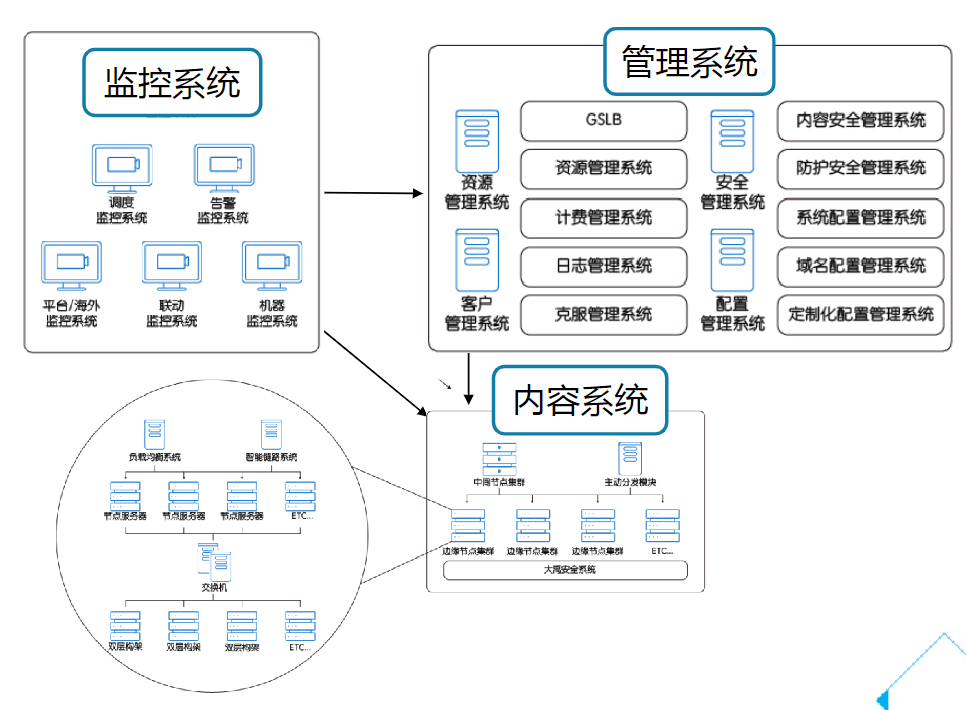 监控系统
调度
监控系统
告警
监控系统
平台/海外
监控系统
联动
监控系统
机器
监控系统
管理系统
资源
管理系统
客户
管理系统
GSLB
资源管理系统
计费管理系统
日志管理系统
克服管理系统
安全
管理系统
配置
管理系统
内容安全管理系统
防护安全管理系统
系统配置管理系统
域名配置管理系统
定制化配置管理系统
内容系统
中间节点集群
主动分发模块
边缘节点集群
边缘节点集群
边缘节点集群
ETC...
大禹安全系统
负载均衡系统
智能链路系统
节点服务器
节点服务器
节点服务器
ETC...
交换机
双层构架
双层构架
双层构架
ETC...